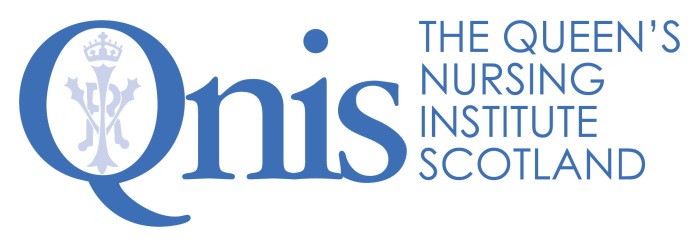 Qnis
THE QUEEN'S
NURSING
INSTITUTE
SCOTLAND